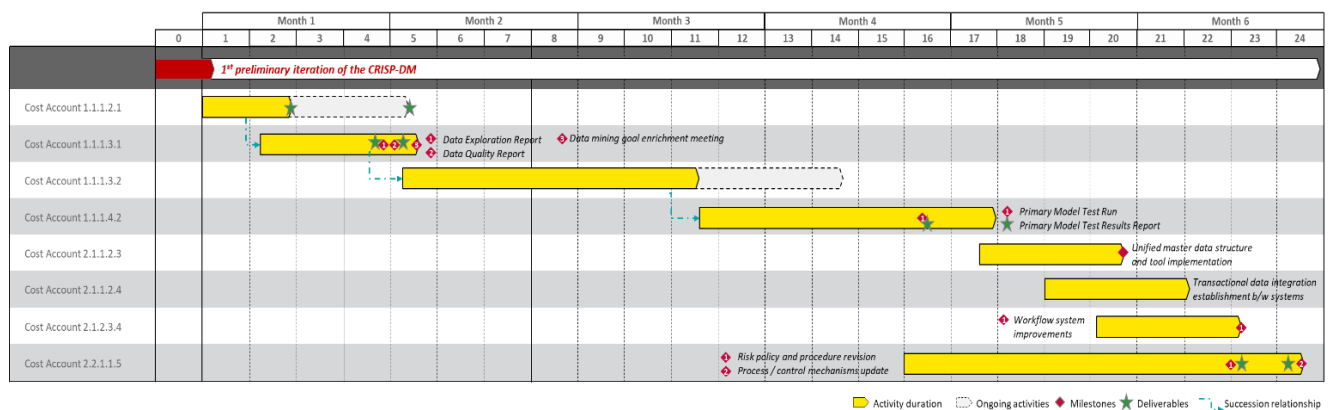 Month 1 Month 2 Month 3 Month 4 Month 5 Month 6
0 1 2 3 4 5 6 7 8 9 10 11 12 13 14 15 16 17 18 19 20 21 22 23 24
1st preliminary iteration of the CRISP-DM
Cost Account 1.1.1.2.1
Cost Account 1.1.1.3.1
1 2 3
1 Data Exploration Report
2 Data Quality Report
3 Data mining goal enrichment meeting
Cost Account 1.1.1.3.2
Cost Account 1.1.1.4.2
1
1 Primary Model Test Run
Primary Model Test Results Report
Cost Account 2.1.1.2.3
Unified master data structure
and tool implementation
Cost Account 2.1.1.2.4
Transactional data integration
establishment b/w systems
Cost Account 2.1.2.3.4
1 Workflow system
improvements
1
Cost Account 2.2.1.1.5
1 Risk policy and procedure revision
2 Process / control mechanisms update
1 2
Activity duration Ongoing activities Milestones Deliverables Succession relationship